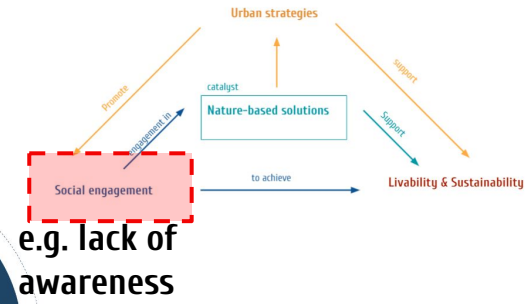 Urban strategies
Promote
support
catalyst
Nature-based solutions
engagement in
Support
Social engagement
to achieve
Livability & Sustainability
e.g. lack of
awareness